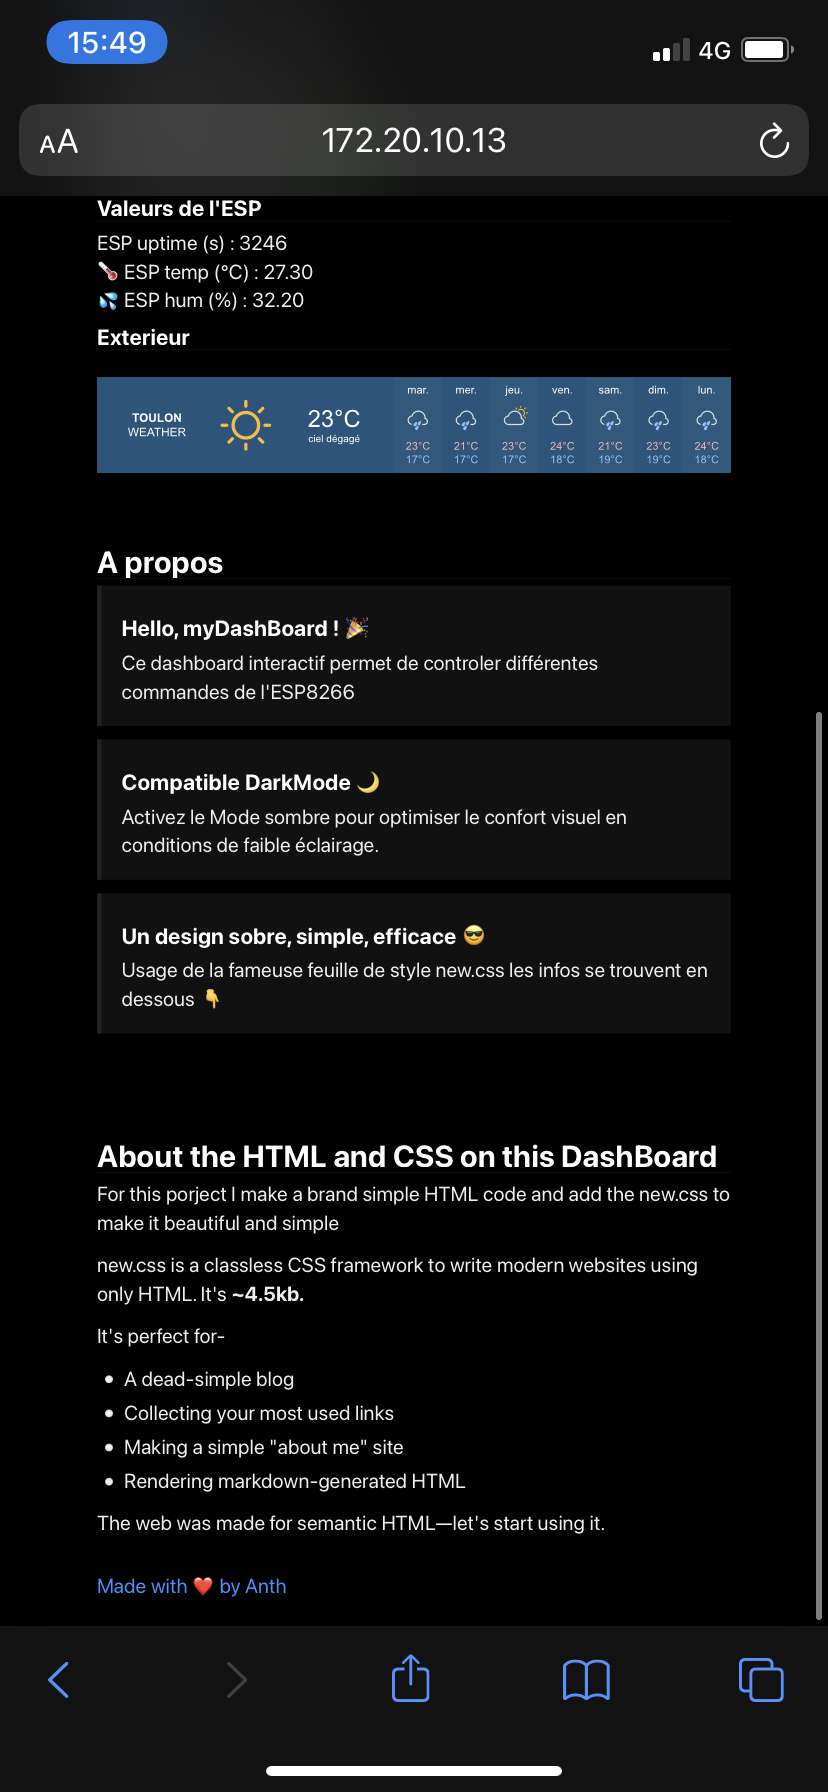 15:49
4G
AA
172.20.10.13
Valeurs de l'ESP
ESP uptime (s) : 3246
🌡️ ESP temp (°C) : 27.30
💦 ESP hum (%) : 32.20
Exterieur
TOULON
WEATHER
23°C
ciel dégagé
mar. mer. jeu. ven. sam. dim. lun.
23°C 21°C 23°C 24°C 21°C 23°C 24°C
17°C 17°C 17°C 18°C 19°C 19°C 18°C
A propos
Hello, myDashBoard ! 🎉
Ce dashboard interactif permet de controler différentes
commandes de l'ESP8266
Compatible DarkMode 🌙
Activez le Mode sombre pour optimiser le confort visuel en
conditions de faible éclairage.
Un design sobre, simple, efficace 😎
Usage de la fameuse feuille de style new.css les infos se trouvent en
dessous 👇
About the HTML and CSS on this DashBoard
For this porject I make a brand simple HTML code and add the new.css to
make it beautiful and simple
new.css is a classless CSS framework to write modern websites using
only HTML. It's ~4.5kb.
It's perfect for-
• A dead-simple blog
• Collecting your most used links
• Making a simple "about me" site
• Rendering markdown-generated HTML
The web was made for semantic HTML—let's start using it.
Made with ❤️ by Anth